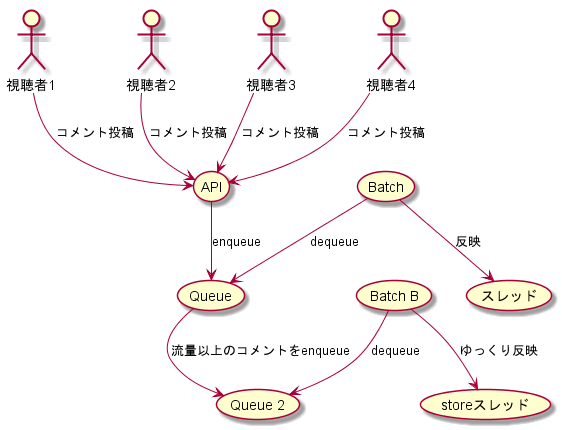 視聴者1
視聴者2
視聴者3
視聴者4
コメント投稿
コメント投稿
コメント投稿
コメント投稿
API
Batch
enqueue
dequeue
反映
Queue
Batch B
スレッド
流量以上のコメントをenqueue
dequeue
ゆっくり反映
Queue 2
storeスレッド